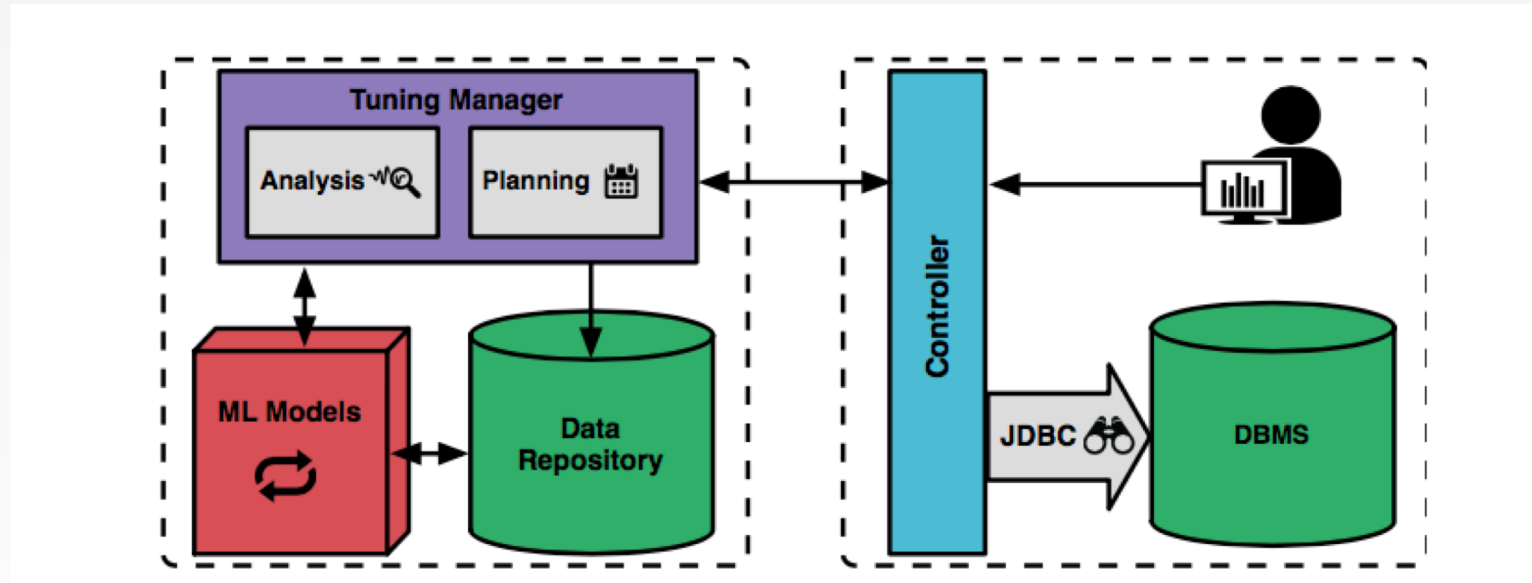 Tuning Manager
Analysis
Planning
ML Models
Data
Repository
Controller
JDBC
DBMS